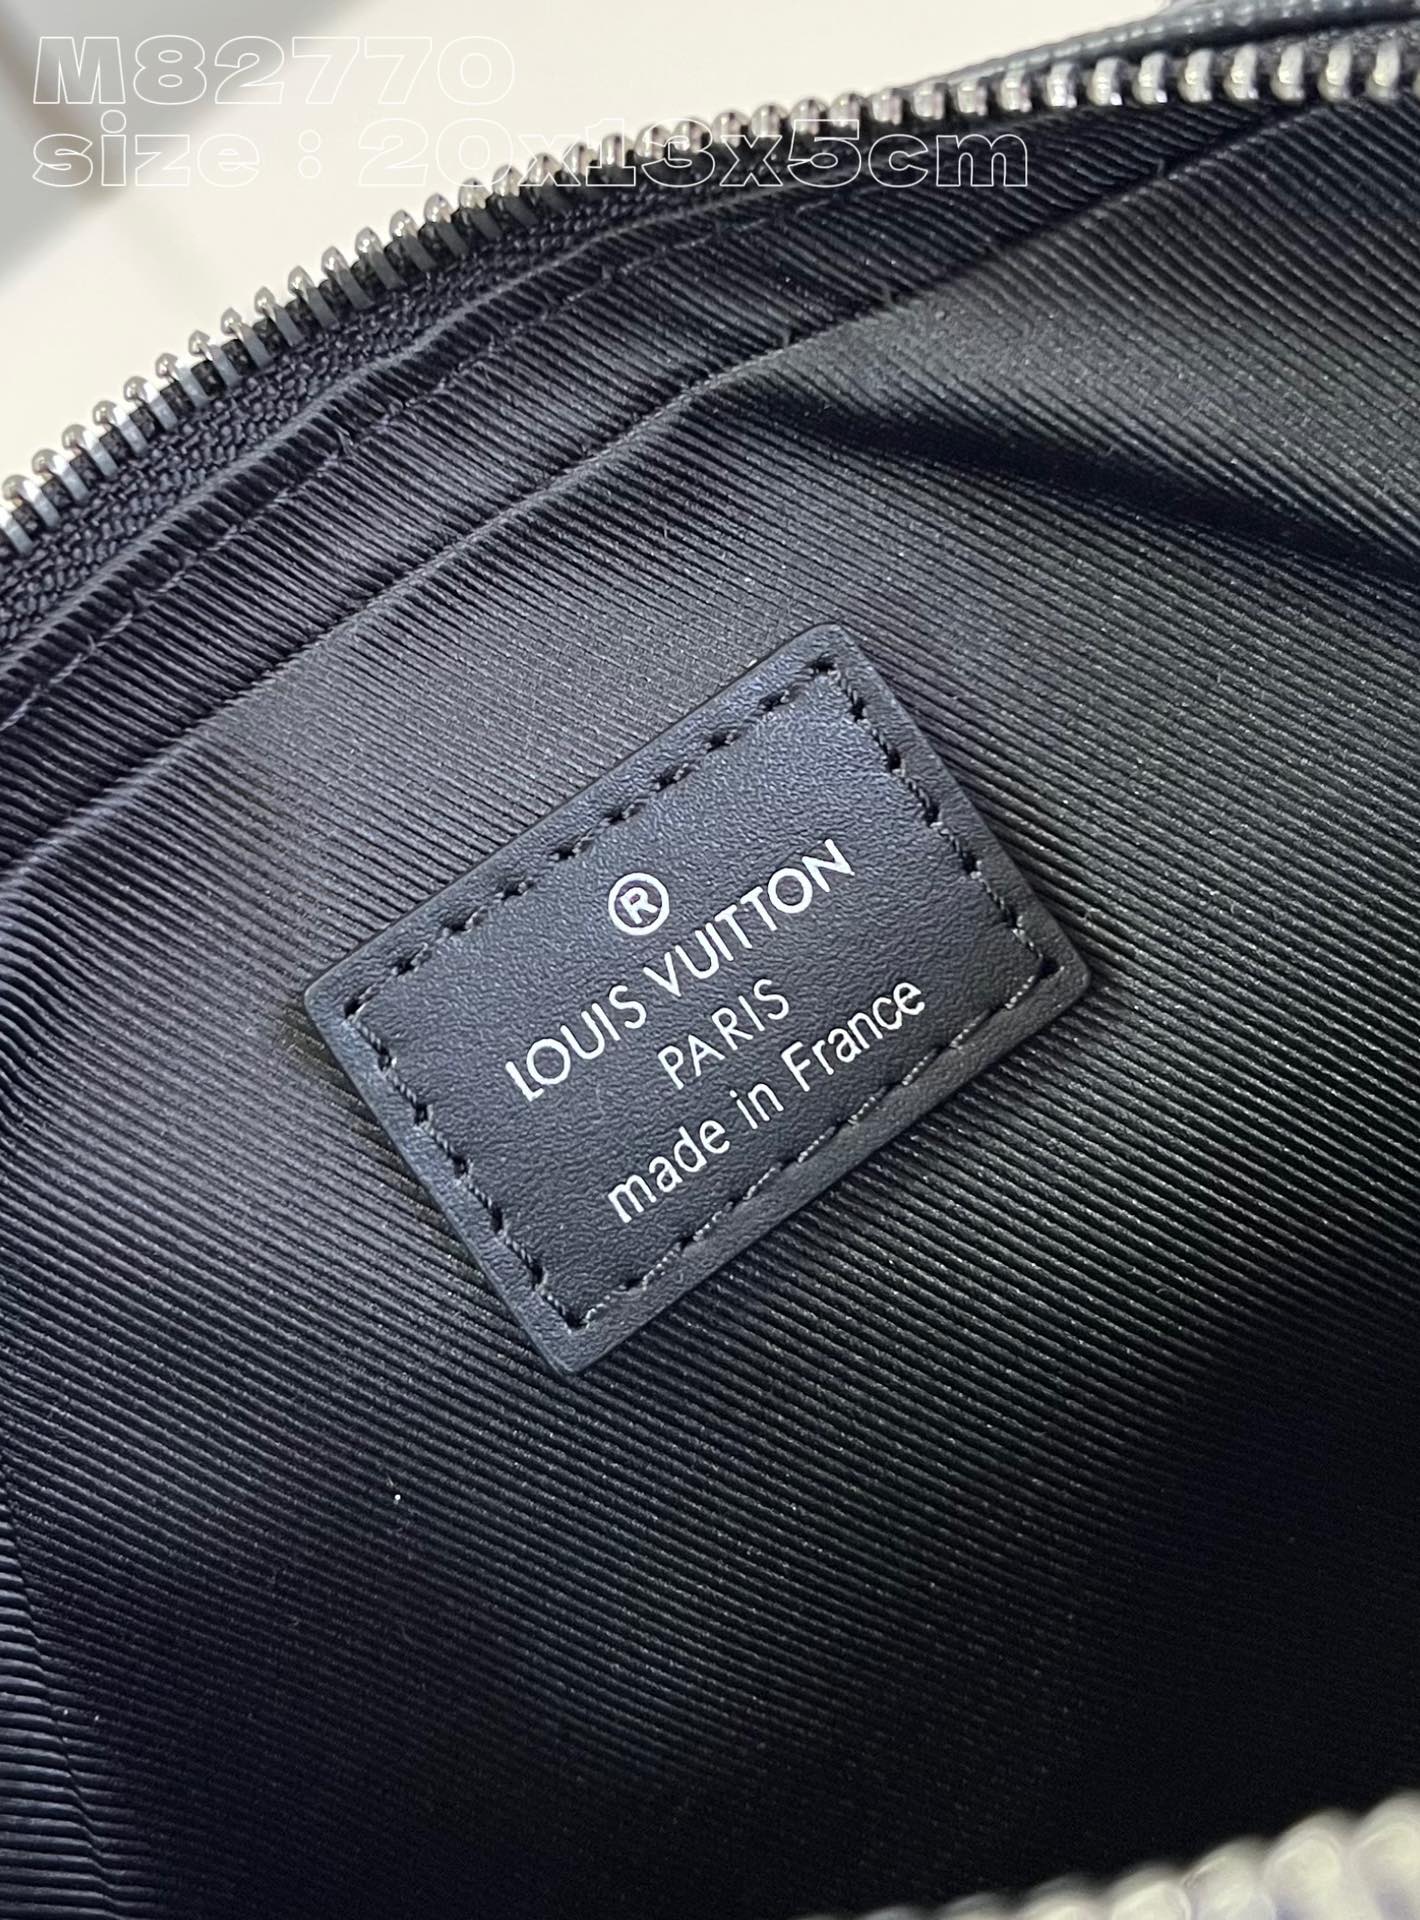 M82770
size : 20x13x5cm
®
LOUIS VUITTON
PARIS
made in France